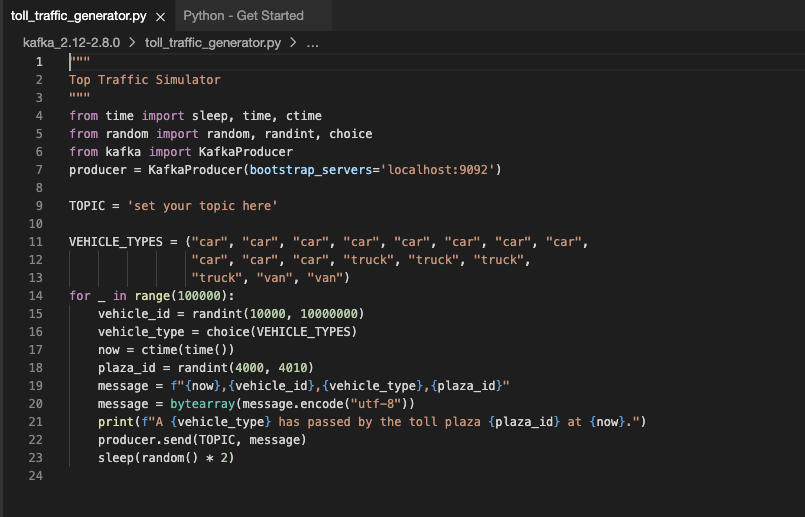 toll_traffic_generator.py × Python - Get Started
kafka_2.12-2.8.0 > toll_traffic_generator.py > ...
1 """
2 Top Traffic Simulator
3 """
4 from time import sleep, time, ctime
5 from random import random, randint, choice
6 from kafka import KafkaProducer
7 producer = KafkaProducer(bootstrap_servers='localhost:9092')
8
9 TOPIC = 'set your topic here'
10
11 VEHICLE_TYPES = ("car", "car", "car", "car", "car", "car", "car", "car",
12                  "car", "car", "car", "truck", "truck", "truck",
13                  "truck", "van", "van")
14 for _ in range(100000):
15     vehicle_id = randint(10000, 10000000)
16     vehicle_type = choice(VEHICLE_TYPES)
17     now = ctime(time())
18     plaza_id = randint(4000, 4010)
19     message = f"{now},{vehicle_id},{vehicle_type},{plaza_id}"
20     message = bytearray(message.encode("utf-8"))
21     print(f"A {vehicle_type} has passed by the toll plaza {plaza_id} at {now}.")
22     producer.send(TOPIC, message)
23     sleep(random() * 2)
24